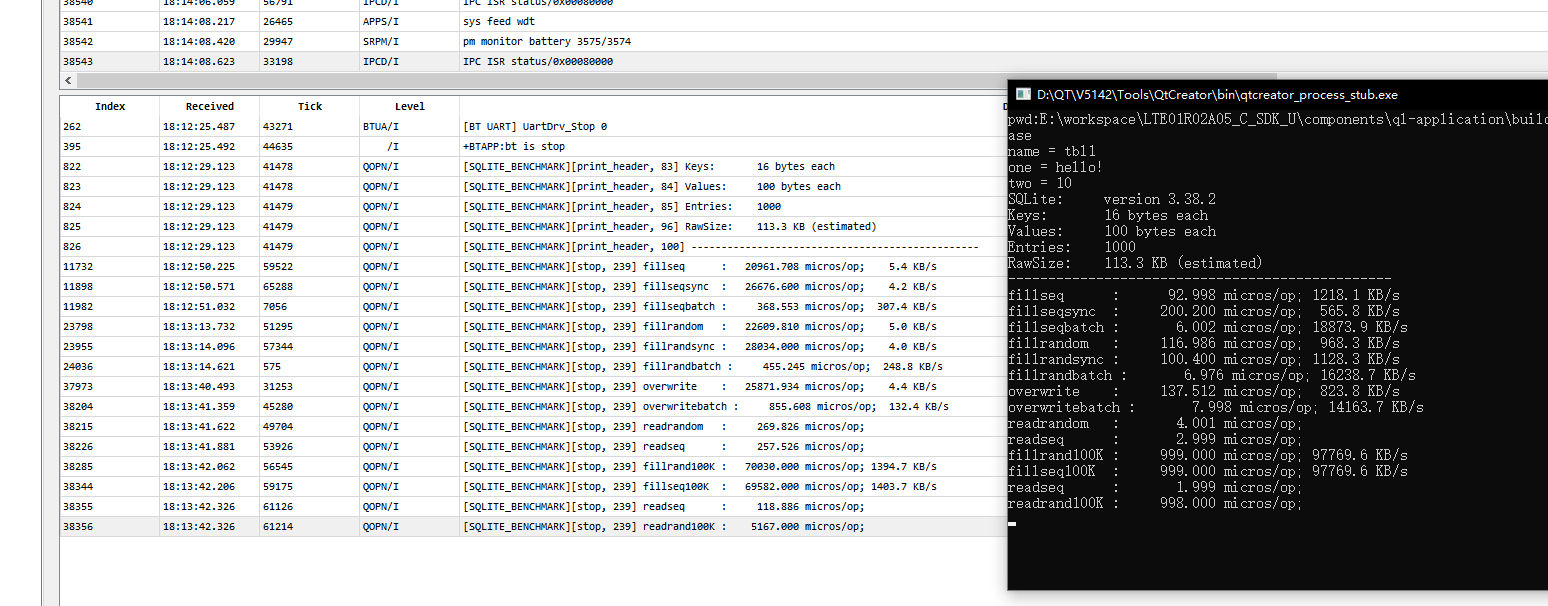 38540 18:14:06.059 56791 IPCD/I IPC ISR status/0x00080000
38541 18:14:08.217 26465 APPS/I sys feed wdt
38542 18:14:08.420 29947 SRPM/I pm monitor battery 3575/3574
38543 18:14:08.623 33198 IPCD/I IPC ISR status/0x00080000
Index Received Tick Level
262 18:12:25.487 43271 BTUA/I [BT UART] UartDrv_Stop 0
395 18:12:25.492 44635 /I +BTAPP:bt is stop
822 18:12:29.123 41478 QOPN/I [SQLITE_BENCHMARK][print_header, 83] Keys: 16 bytes each
823 18:12:29.123 41478 QOPN/I [SQLITE_BENCHMARK][print_header, 84] Values: 100 bytes each
824 18:12:29.123 41479 QOPN/I [SQLITE_BENCHMARK][print_header, 85] Entries: 1000
825 18:12:29.123 41479 QOPN/I [SQLITE_BENCHMARK][print_header, 96] RawSize: 113.3 KB (estimated)
826 18:12:29.123 41479 QOPN/I [SQLITE_BENCHMARK][print_header, 100] ------------------------------------------------
11732 18:12:50.225 59522 QOPN/I [SQLITE_BENCHMARK][stop, 239] fillseq : 20961.708 micros/op; 5.4 KB/s
11898 18:12:50.571 65288 QOPN/I [SQLITE_BENCHMARK][stop, 239] fillseqsync : 26676.600 micros/op; 4.2 KB/s
11982 18:12:51.032 7056 QOPN/I [SQLITE_BENCHMARK][stop, 239] fillseqbatch : 368.553 micros/op; 307.4 KB/s
23798 18:13:13.732 51295 QOPN/I [SQLITE_BENCHMARK][stop, 239] fillrandom : 22609.810 micros/op; 5.0 KB/s
23955 18:13:14.096 57344 QOPN/I [SQLITE_BENCHMARK][stop, 239] fillrandsync : 28034.000 micros/op; 4.0 KB/s
24036 18:13:14.621 575 QOPN/I [SQLITE_BENCHMARK][stop, 239] fillrandbatch : 455.245 micros/op; 248.8 KB/s
37973 18:13:40.493 31253 QOPN/I [SQLITE_BENCHMARK][stop, 239] overwrite : 25871.934 micros/op; 4.4 KB/s
38204 18:13:41.359 45280 QOPN/I [SQLITE_BENCHMARK][stop, 239] overwritebatch : 855.608 micros/op; 132.4 KB/s
38215 18:13:41.622 49704 QOPN/I [SQLITE_BENCHMARK][stop, 239] readrandom : 269.826 micros/op;
38226 18:13:41.881 53926 QOPN/I [SQLITE_BENCHMARK][stop, 239] readseq : 257.526 micros/op;
38285 18:13:42.062 56545 QOPN/I [SQLITE_BENCHMARK][stop, 239] fillrand100K : 70030.000 micros/op; 1394.7 KB/s
38344 18:13:42.206 59175 QOPN/I [SQLITE_BENCHMARK][stop, 239] fillseq100K : 69582.000 micros/op; 1403.7 KB/s
38355 18:13:42.326 61126 QOPN/I [SQLITE_BENCHMARK][stop, 239] readseq : 118.886 micros/op;
38356 18:13:42.326 61214 QOPN/I [SQLITE_BENCHMARK][stop, 239] readrand100K : 5167.000 micros/op;
D:\QT\V5142\Tools\QtCreator\bin\qtcreator_process_stub.exe
pwd:E:\workspace\LTE01R02A05_C_SDK_U\components\ql-application\build
ase
name = tbl1
one = hello!
two = 10
SQLite: version 3.38.2
Keys: 16 bytes each
Values: 100 bytes each
Entries: 1000
RawSize: 113.3 KB (estimated)
------------------------------------------------
fillseq : 92.998 micros/op; 1218.1 KB/s
fillseqsync : 200.200 micros/op; 565.8 KB/s
fillseqbatch : 6.002 micros/op; 18873.9 KB/s
fillrandom : 116.986 micros/op; 968.3 KB/s
fillrandsync : 100.400 micros/op; 1128.3 KB/s
fillrandbatch : 6.976 micros/op; 16238.7 KB/s
overwrite : 137.512 micros/op; 823.8 KB/s
overwritebatch : 7.998 micros/op; 14163.7 KB/s
readrandom : 4.001 micros/op;
readseq : 2.999 micros/op;
fillrand100K : 999.000 micros/op; 97769.6 KB/s
fillseq100K : 999.000 micros/op; 97769.6 KB/s
readseq : 1.999 micros/op;
readrand100K : 998.000 micros/op;